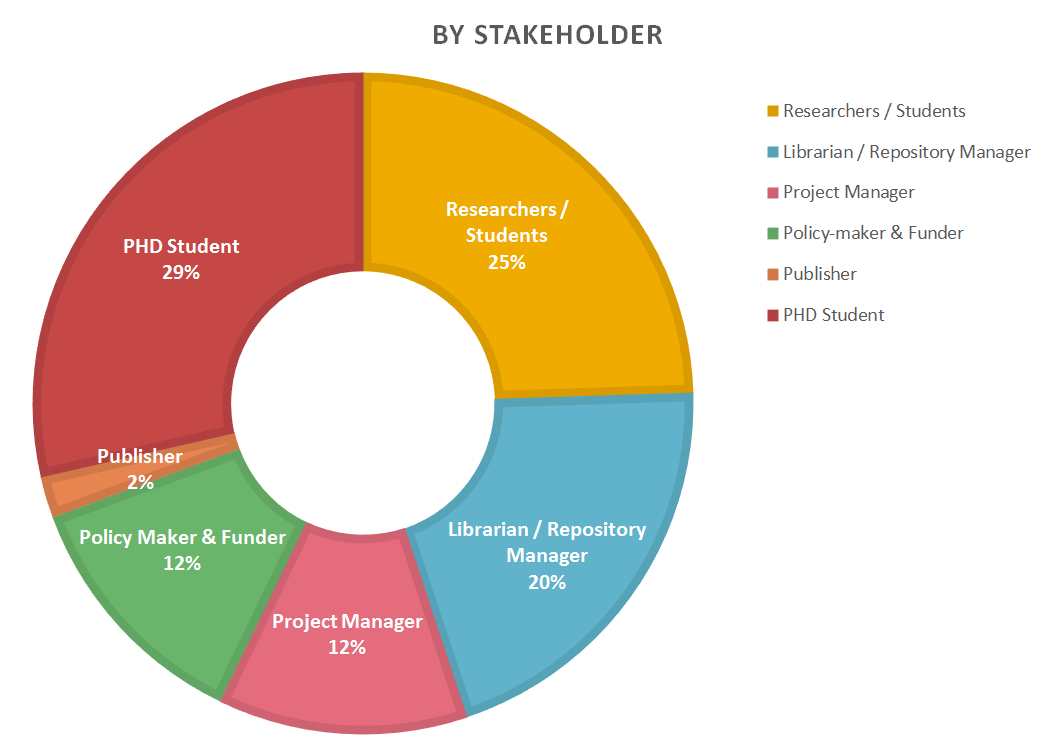 BY STAKEHOLDER
Researchers /
Students
25%
Librarian / Repository
Manager
20%
Project Manager
12%
Policy Maker & Funder
12%
Publisher
2%
PHD Student
29%
Researchers / Students
Librarian / Repository Manager
Project Manager
Policy-maker & Funder
Publisher
PHD Student